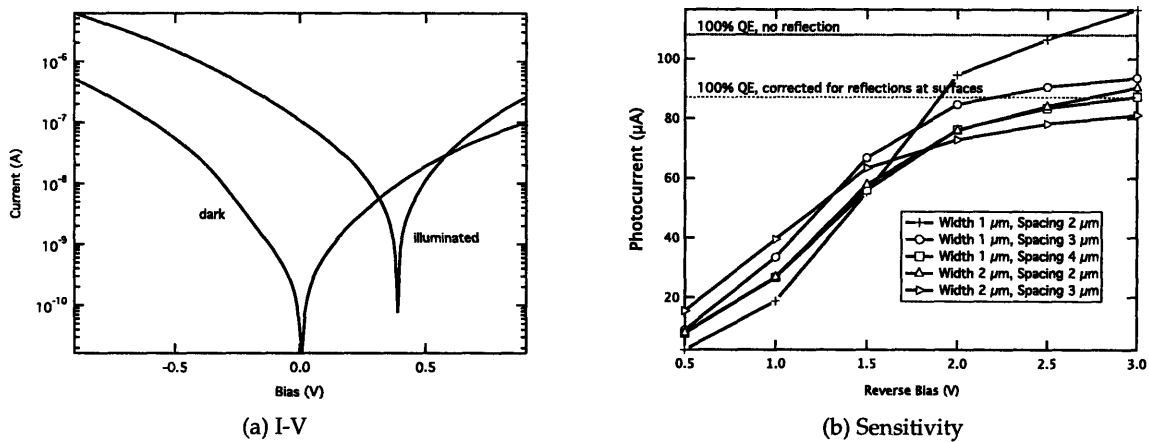 Current (A)
10⁻⁶
10⁻⁷
10⁻⁸
10⁻⁹
10⁻¹⁰
dark
illuminated
-0.5
0.0
0.5
Bias (V)
(a) I-V
Photocurrent (µA)
100
80
60
40
20
100% QE, no reflection
100% QE, corrected for reflections at surfaces
Width 1 µm, Spacing 2 µm
Width 1 µm, Spacing 3 µm
Width 1 µm, Spacing 4 µm
Width 2 µm, Spacing 2 µm
Width 2 µm, Spacing 3 µm
0.5
1.0
1.5
2.0
2.5
3.0
Reverse Bias (V)
(b) Sensitivity